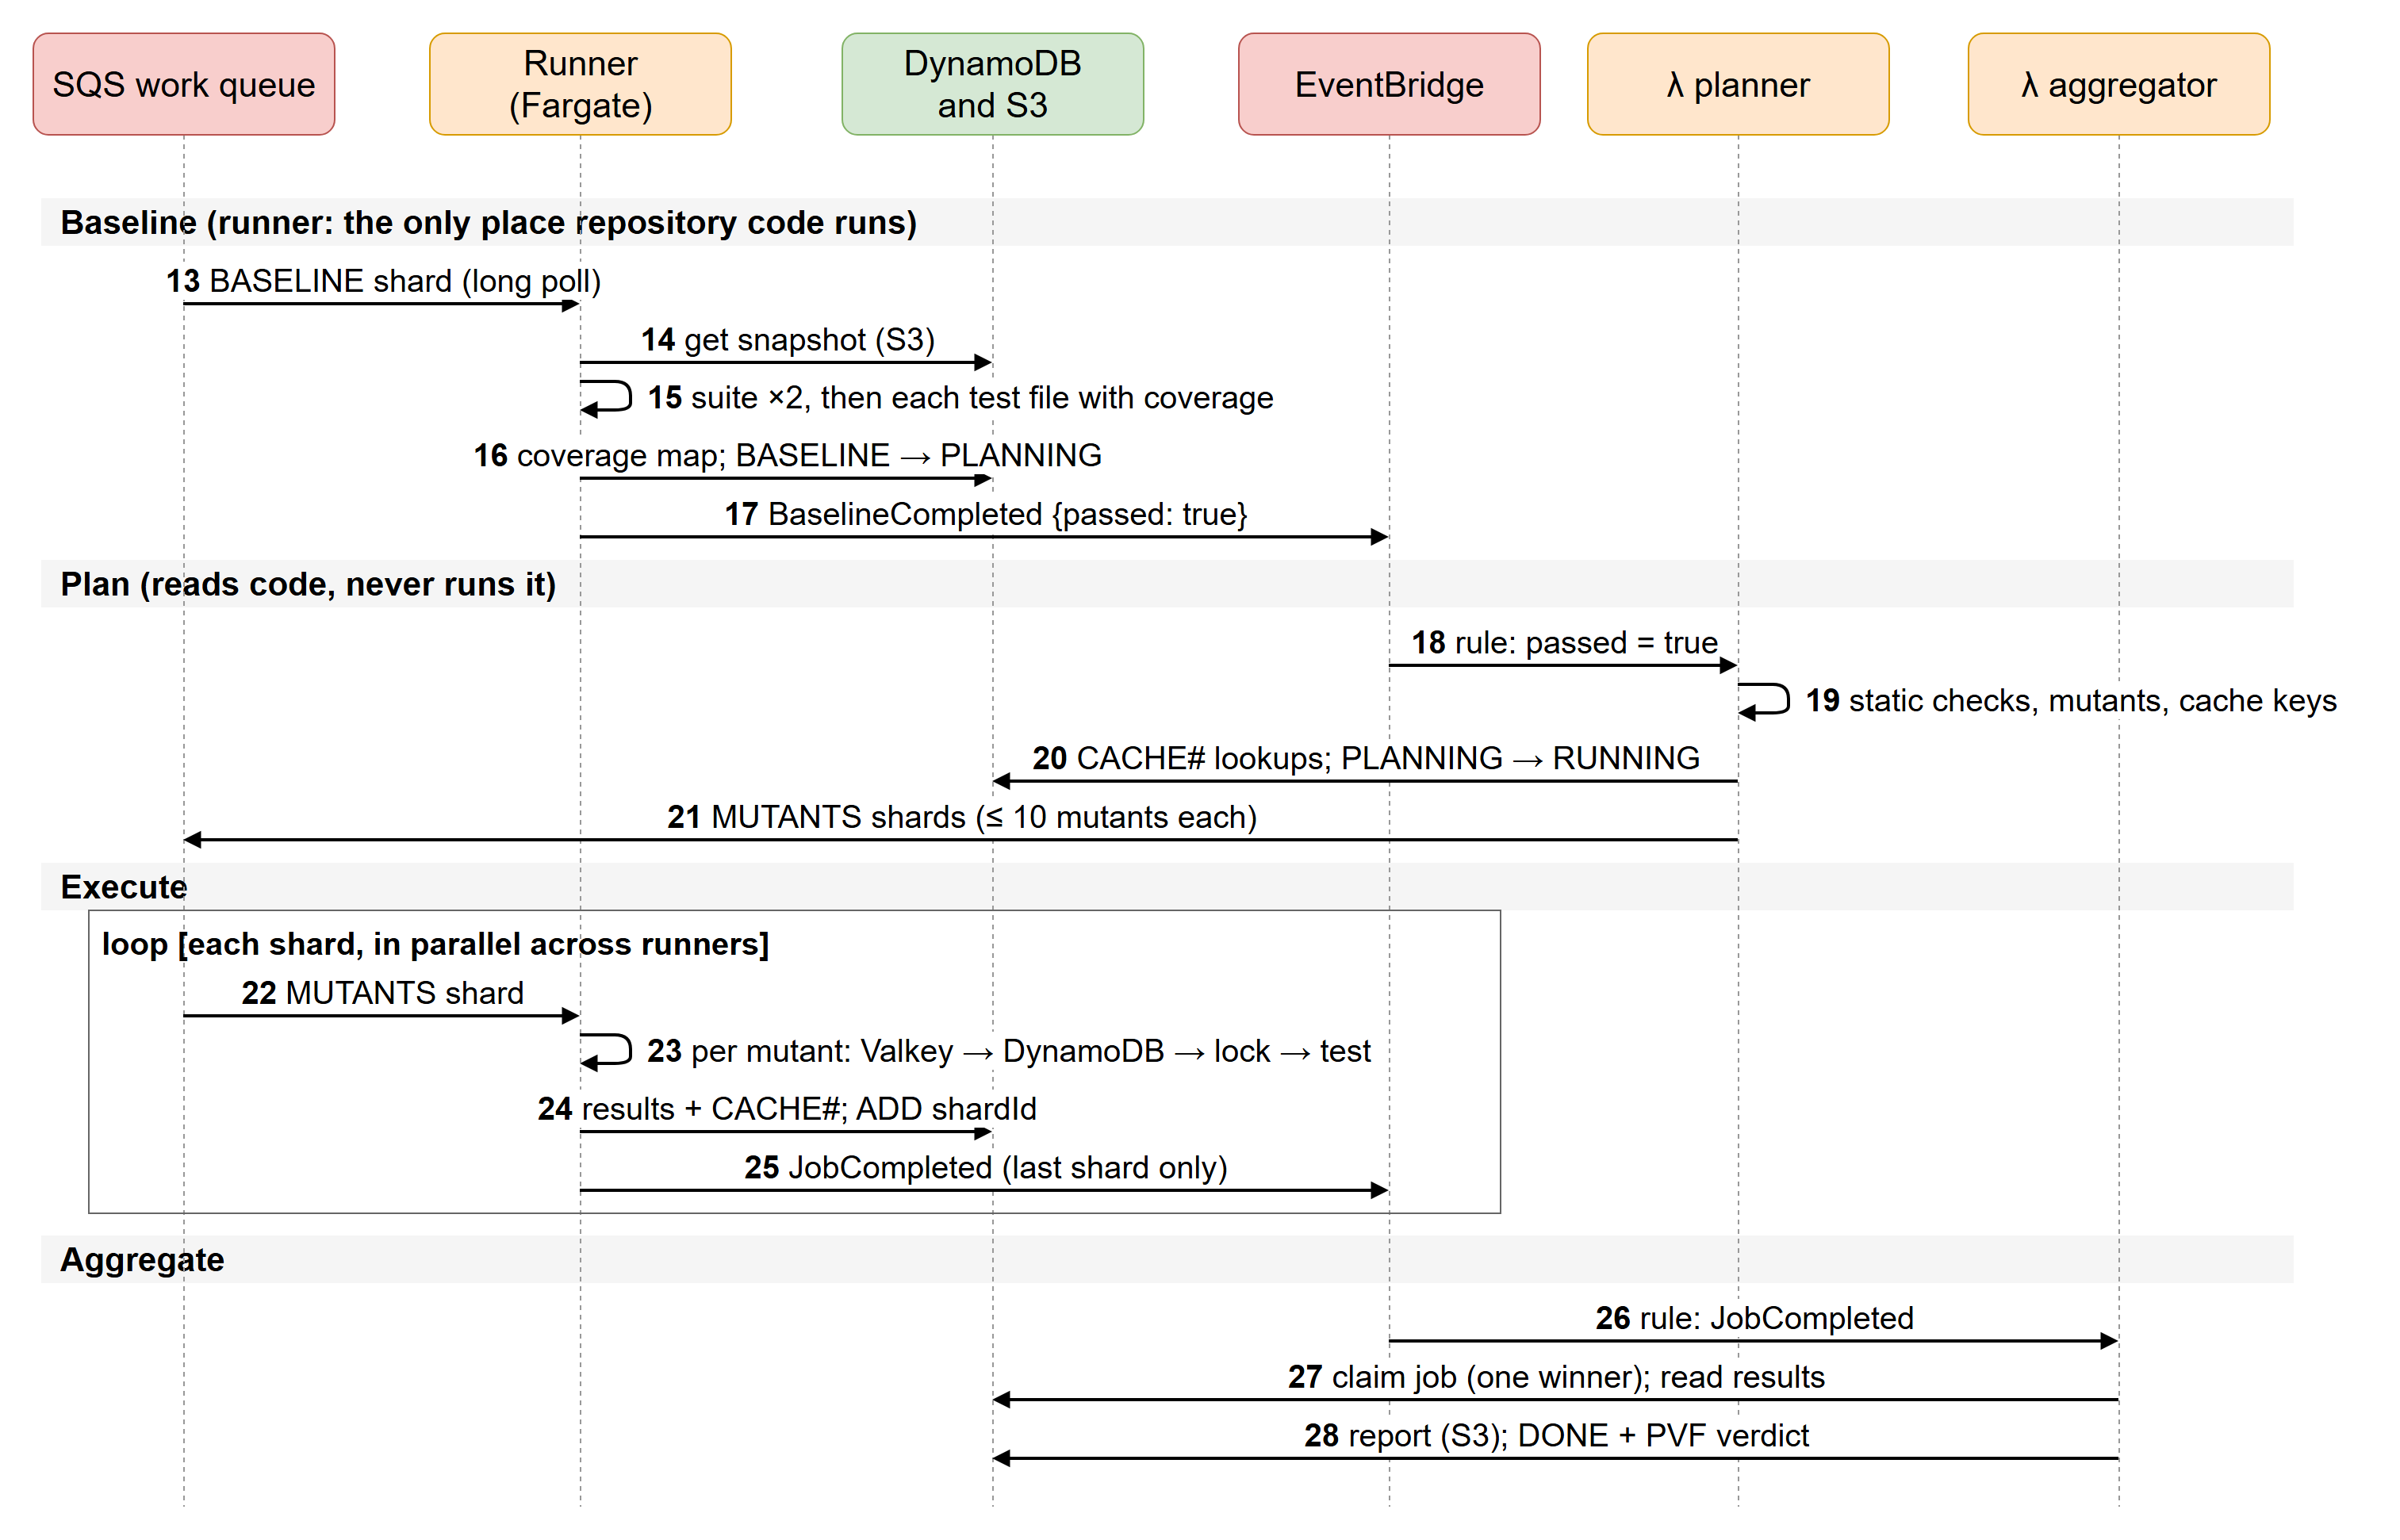 SQS work queue
Runner
(Fargate)
DynamoDB
and S3
EventBridge
λ planner
λ aggregator
Baseline (runner: the only place repository code runs)
13 BASELINE shard (long poll)
14 get snapshot (S3)
15 suite ×2, then each test file with coverage
16 coverage map; BASELINE → PLANNING
17 BaselineCompleted {passed: true}
Plan (reads code, never runs it)
18 rule: passed = true
19 static checks, mutants, cache keys
20 CACHE# lookups; PLANNING → RUNNING
21 MUTANTS shards (≤ 10 mutants each)
Execute
loop [each shard, in parallel across runners]
22 MUTANTS shard
23 per mutant: Valkey → DynamoDB → lock → test
24 results + CACHE#; ADD shardId
25 JobCompleted (last shard only)
Aggregate
26 rule: JobCompleted
27 claim job (one winner); read results
28 report (S3); DONE + PVF verdict